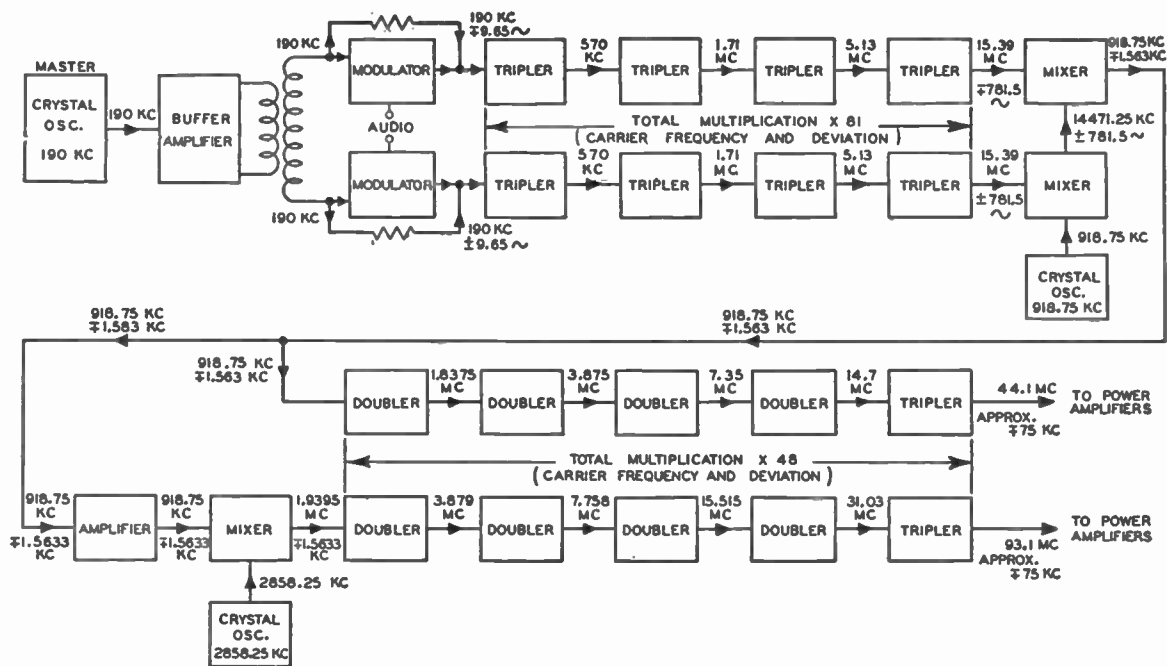 MASTER
CRYSTAL
OSC.
190 KC
190 KC
BUFFER
AMPLIFIER
190 KC
MODULATOR
190 KC
∓9.65~
AUDIO
MODULATOR
190 KC
190 KC
±9.65~
TRIPLER
570
KC
TRIPLER
1.71
MC
TRIPLER
5.13
MC
TRIPLER
15.39
MC
∓781.5
~
MIXER
918.75 KC
∓1.563KC
TOTAL MULTIPLICATION X 81
(CARRIER FREQUENCY AND DEVIATION)
14471.25 KC
±781.5~
TRIPLER
570
KC
TRIPLER
1.71
MC
TRIPLER
5.13
MC
TRIPLER
15.39
MC
±781.5
~
MIXER
918.75 KC
CRYSTAL
OSC.
918.75 KC
918.75 KC
∓1.583 KC
918.75 KC
∓1.563 KC
918.75 KC
∓1.563 KC
DOUBLER
1.8375
MC
DOUBLER
3.875
MC
DOUBLER
7.35
MC
DOUBLER
14.7
MC
TRIPLER
44.1 MC
APPROX.
∓75 KC
TO POWER
AMPLIFIERS
TOTAL MULTIPLICATION X 48
(CARRIER FREQUENCY AND DEVIATION)
918.75
KC
∓1.5633
KC
AMPLIFIER
918.75
KC
∓1.5633
KC
MIXER
1.9395
MC
∓1.5633
KC
DOUBLER
3.879
MC
DOUBLER
7.758
MC
DOUBLER
15.515
MC
DOUBLER
31.03
MC
TRIPLER
93.1 MC
APPROX.
∓75 KC
TO POWER
AMPLIFIERS
2858.25 KC
CRYSTAL
OSC.
2858.25 KC